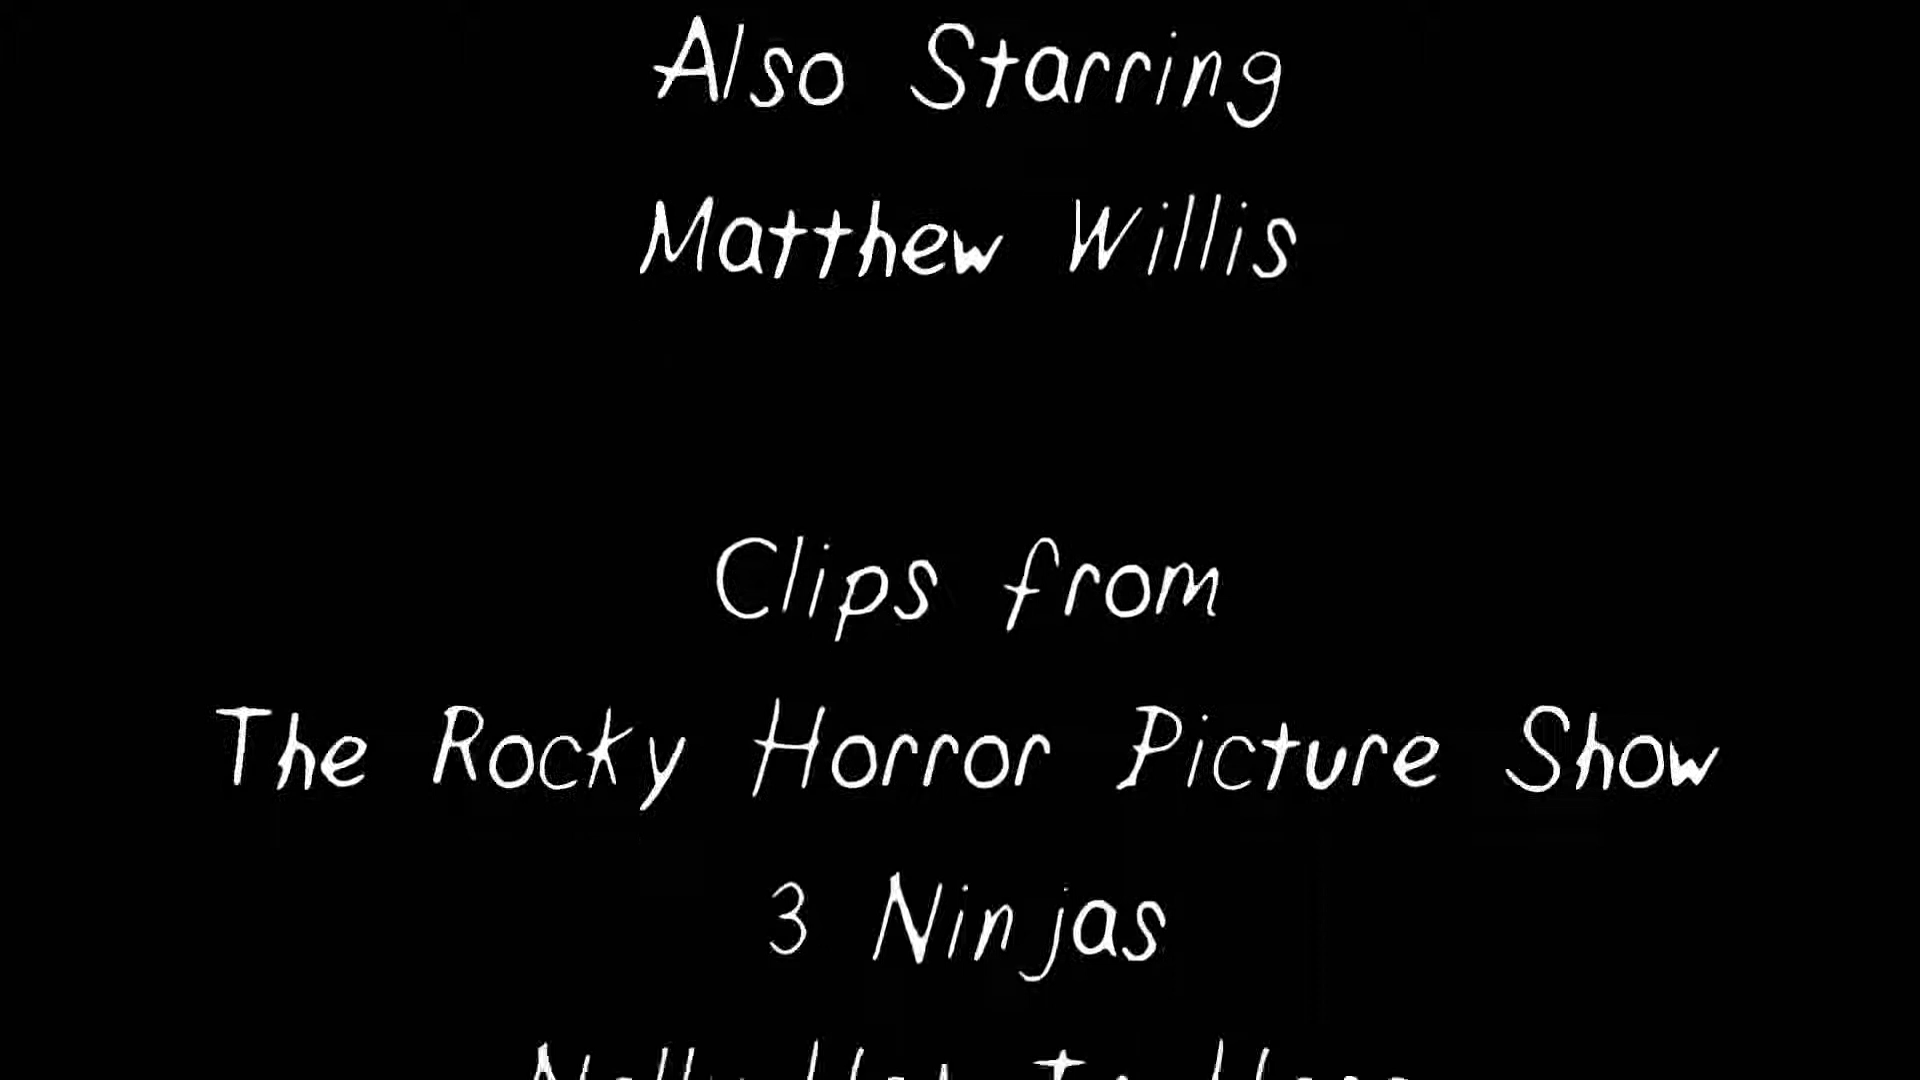 Also Starring
Matthew Willis
Clips from
The Rocky Horror Picture Show
3 Ninjas